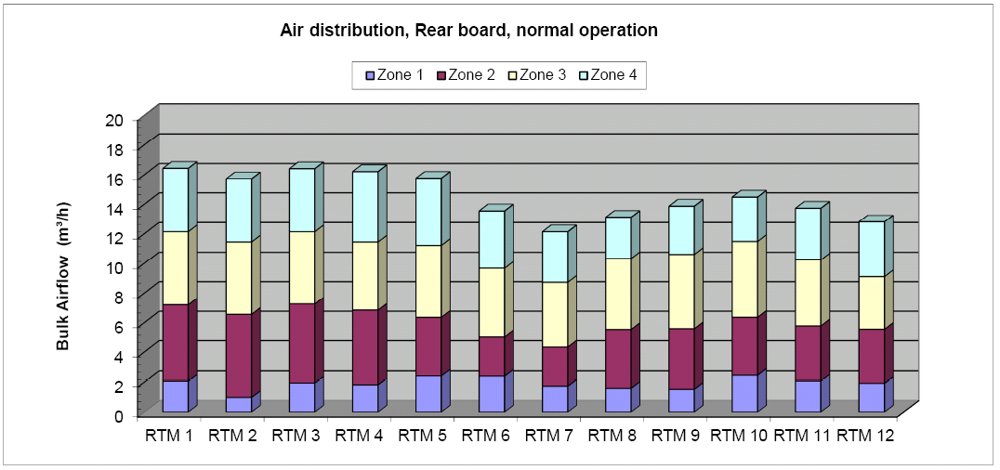 Air distribution, Rear board, normal operation
Zone 1 Zone 2 Zone 3 Zone 4
Bulk Airflow (m³/h)
20
18
16
14
12
10
8
6
4
2
0
RTM 1 RTM 2 RTM 3 RTM 4 RTM 5 RTM 6 RTM 7 RTM 8 RTM 9 RTM 10 RTM 11 RTM 12